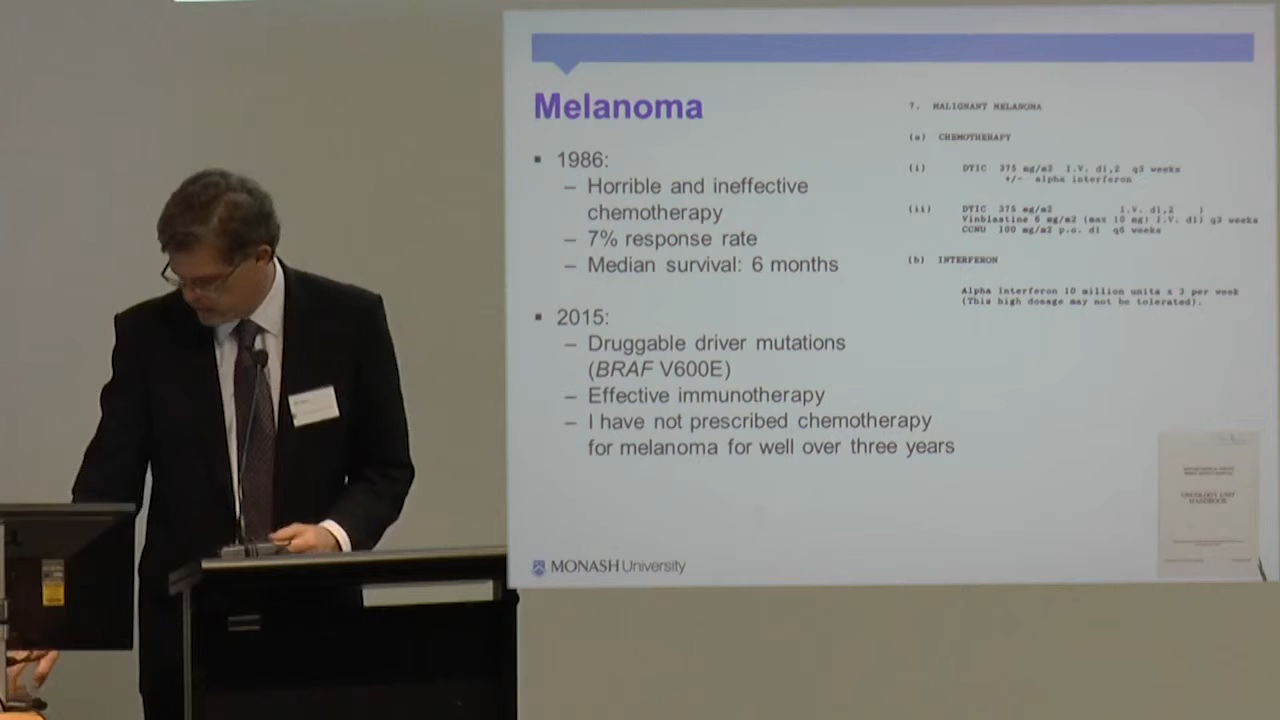 Melanoma
▪ 1986:
– Horrible and ineffective
chemotherapy
– 7% response rate
– Median survival: 6 months
▪ 2015:
– Druggable driver mutations
(BRAF V600E)
– Effective immunotherapy
– I have not prescribed chemotherapy
for melanoma for well over three years
7. MALIGNANT MELANOMA
(a) CHEMOTHERAPY
(i) DTIC 375 mg/m2 I.V. d1,2 q3 weeks
+/- alpha interferon
(ii) DTIC 375 mg/m2 I.V. d1,2 )
Vinblastine 6 mg/m2 (max 10 mg) I.V. d1) q3 weeks
CCNU 100 mg/m2 p.o. d1 q6 weeks
(b) INTERFERON
Alpha interferon 10 million units x 3 per week
(This high dosage may not be tolerated).
ONCOLOGY UNIT
HANDBOOK
MONASH University